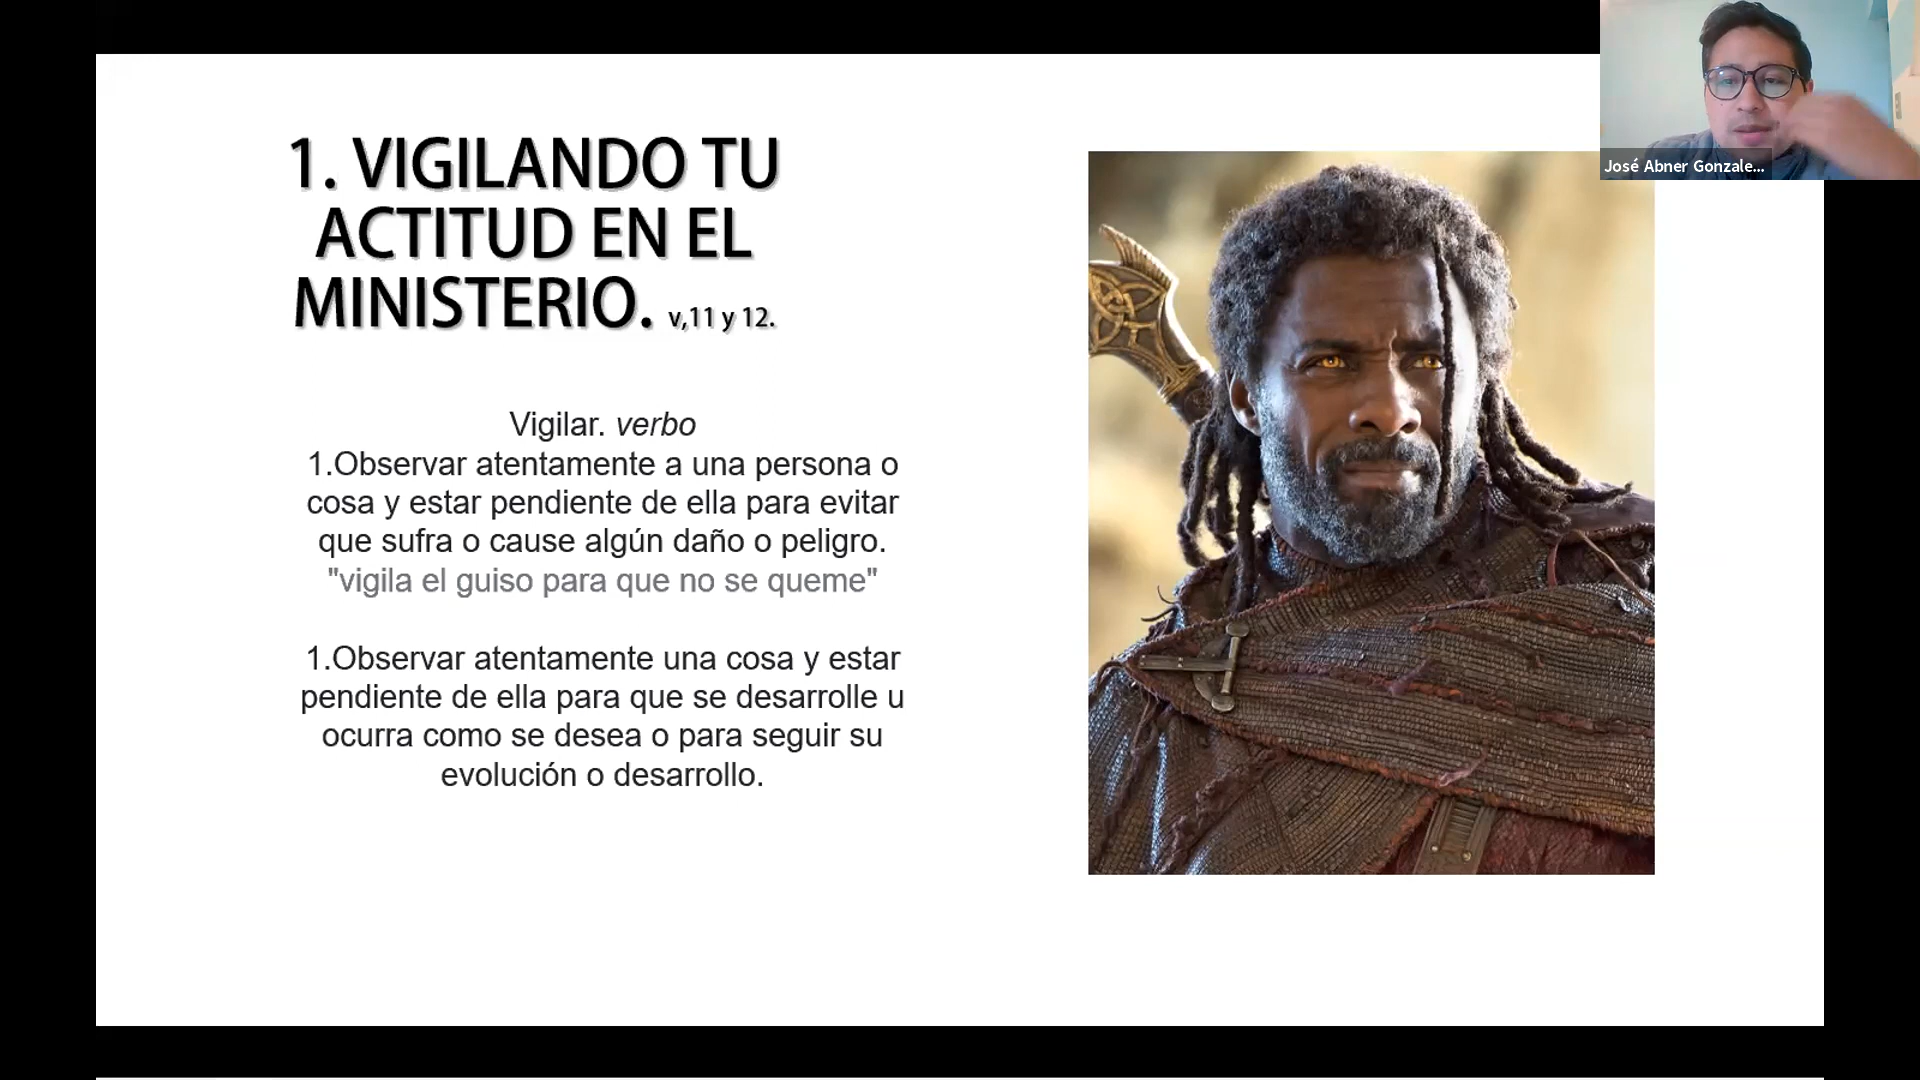 1. VIGILANDO TU
ACTITUD EN EL
MINISTERIO. v,11 y 12.
Vigilar. verbo
1.Observar atentamente a una persona o
cosa y estar pendiente de ella para evitar
que sufra o cause algún daño o peligro.
"vigila el guiso para que no se queme"
1.Observar atentamente una cosa y estar
pendiente de ella para que se desarrolle u
ocurra como se desea o para seguir su
evolución o desarrollo.
José Abner Gonzale...